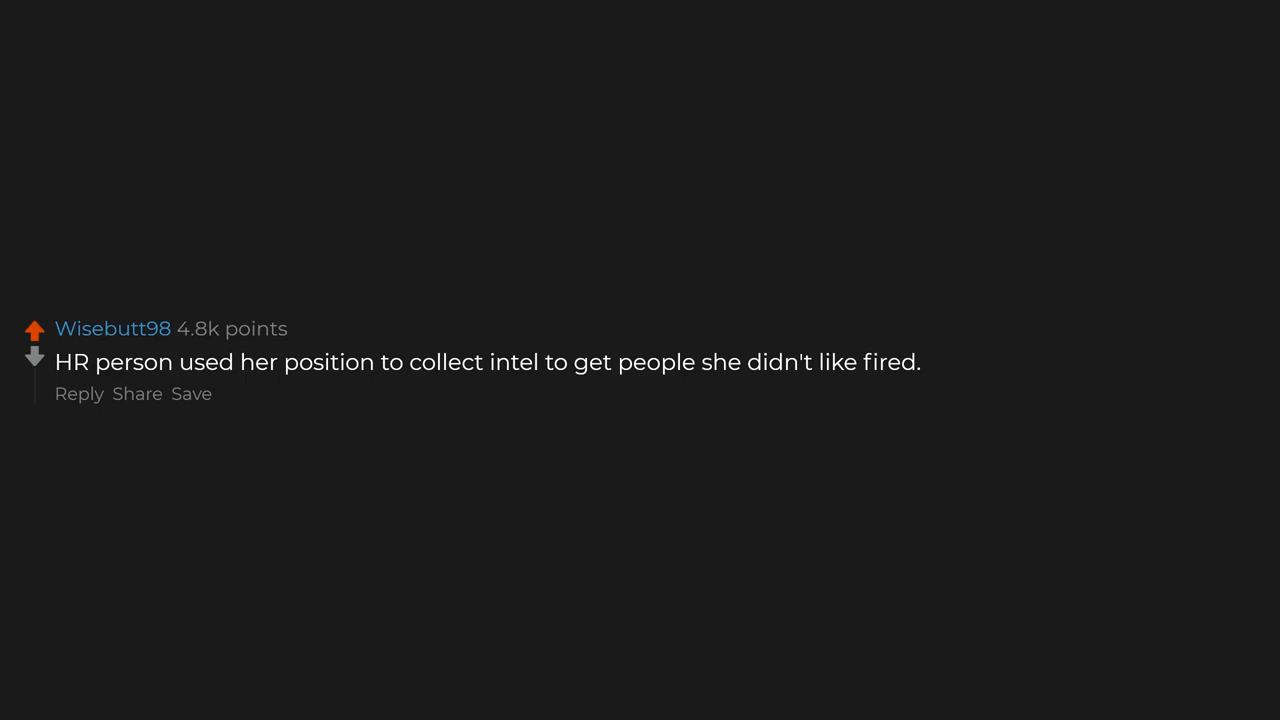 Wisebutt98 4.8k points
HR person used her position to collect intel to get people she didn't like fired.
Reply Share Save